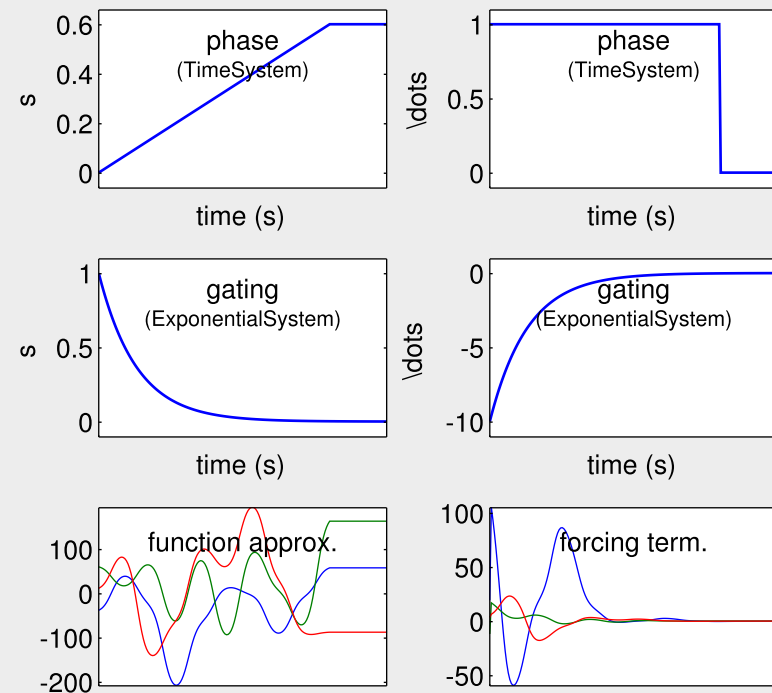 0.6
0.4
0.2
0
s
phase
(TimeSystem)
time (s)
1
0.5
0
\dots
phase
(TimeSystem)
time (s)
1
0.5
0
s
gating
(ExponentialSystem)
time (s)
0
-5
-10
\dots
gating
(ExponentialSystem)
time (s)
100
0
-100
-200
function approx.
100
50
0
-50
forcing term.